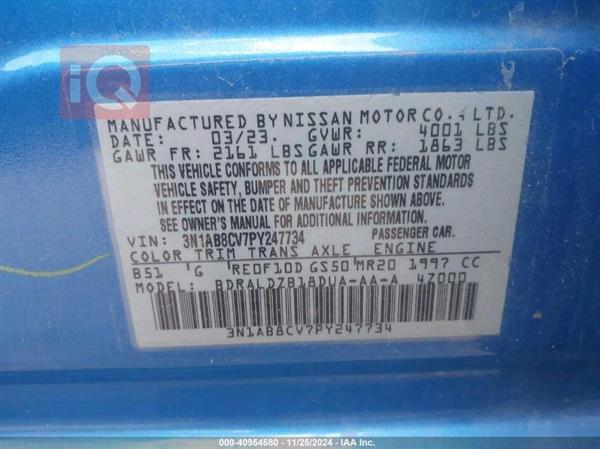 iQ
MANUFACTURED BY NISSAN MOTOR CO., LTD.
DATE: 03/23. GVWR: 4001 LBS
GAWR FR: 2161 LBS GAWR RR: 1863 LBS
THIS VEHICLE CONFORMS TO ALL APPLICABLE FEDERAL MOTOR
VEHICLE SAFETY, BUMPER AND THEFT PREVENTION STANDARDS
IN EFFECT ON THE DATE OF MANUFACTURE SHOWN ABOVE.
SEE OWNER'S MANUAL FOR ADDITIONAL INFORMATION.
VIN: 3N1AB8CV7PY247734 PASSENGER CAR
COLOR TRIM TRANS AXLE ENGINE
B51 G RE0F10D GS50 MR20 1997 CC
MODEL: BDRALDZB18DUA-AA-A 47000
3N1AB8CV7PY247734
000-40954580 - 11/25/2024 - IAA Inc.